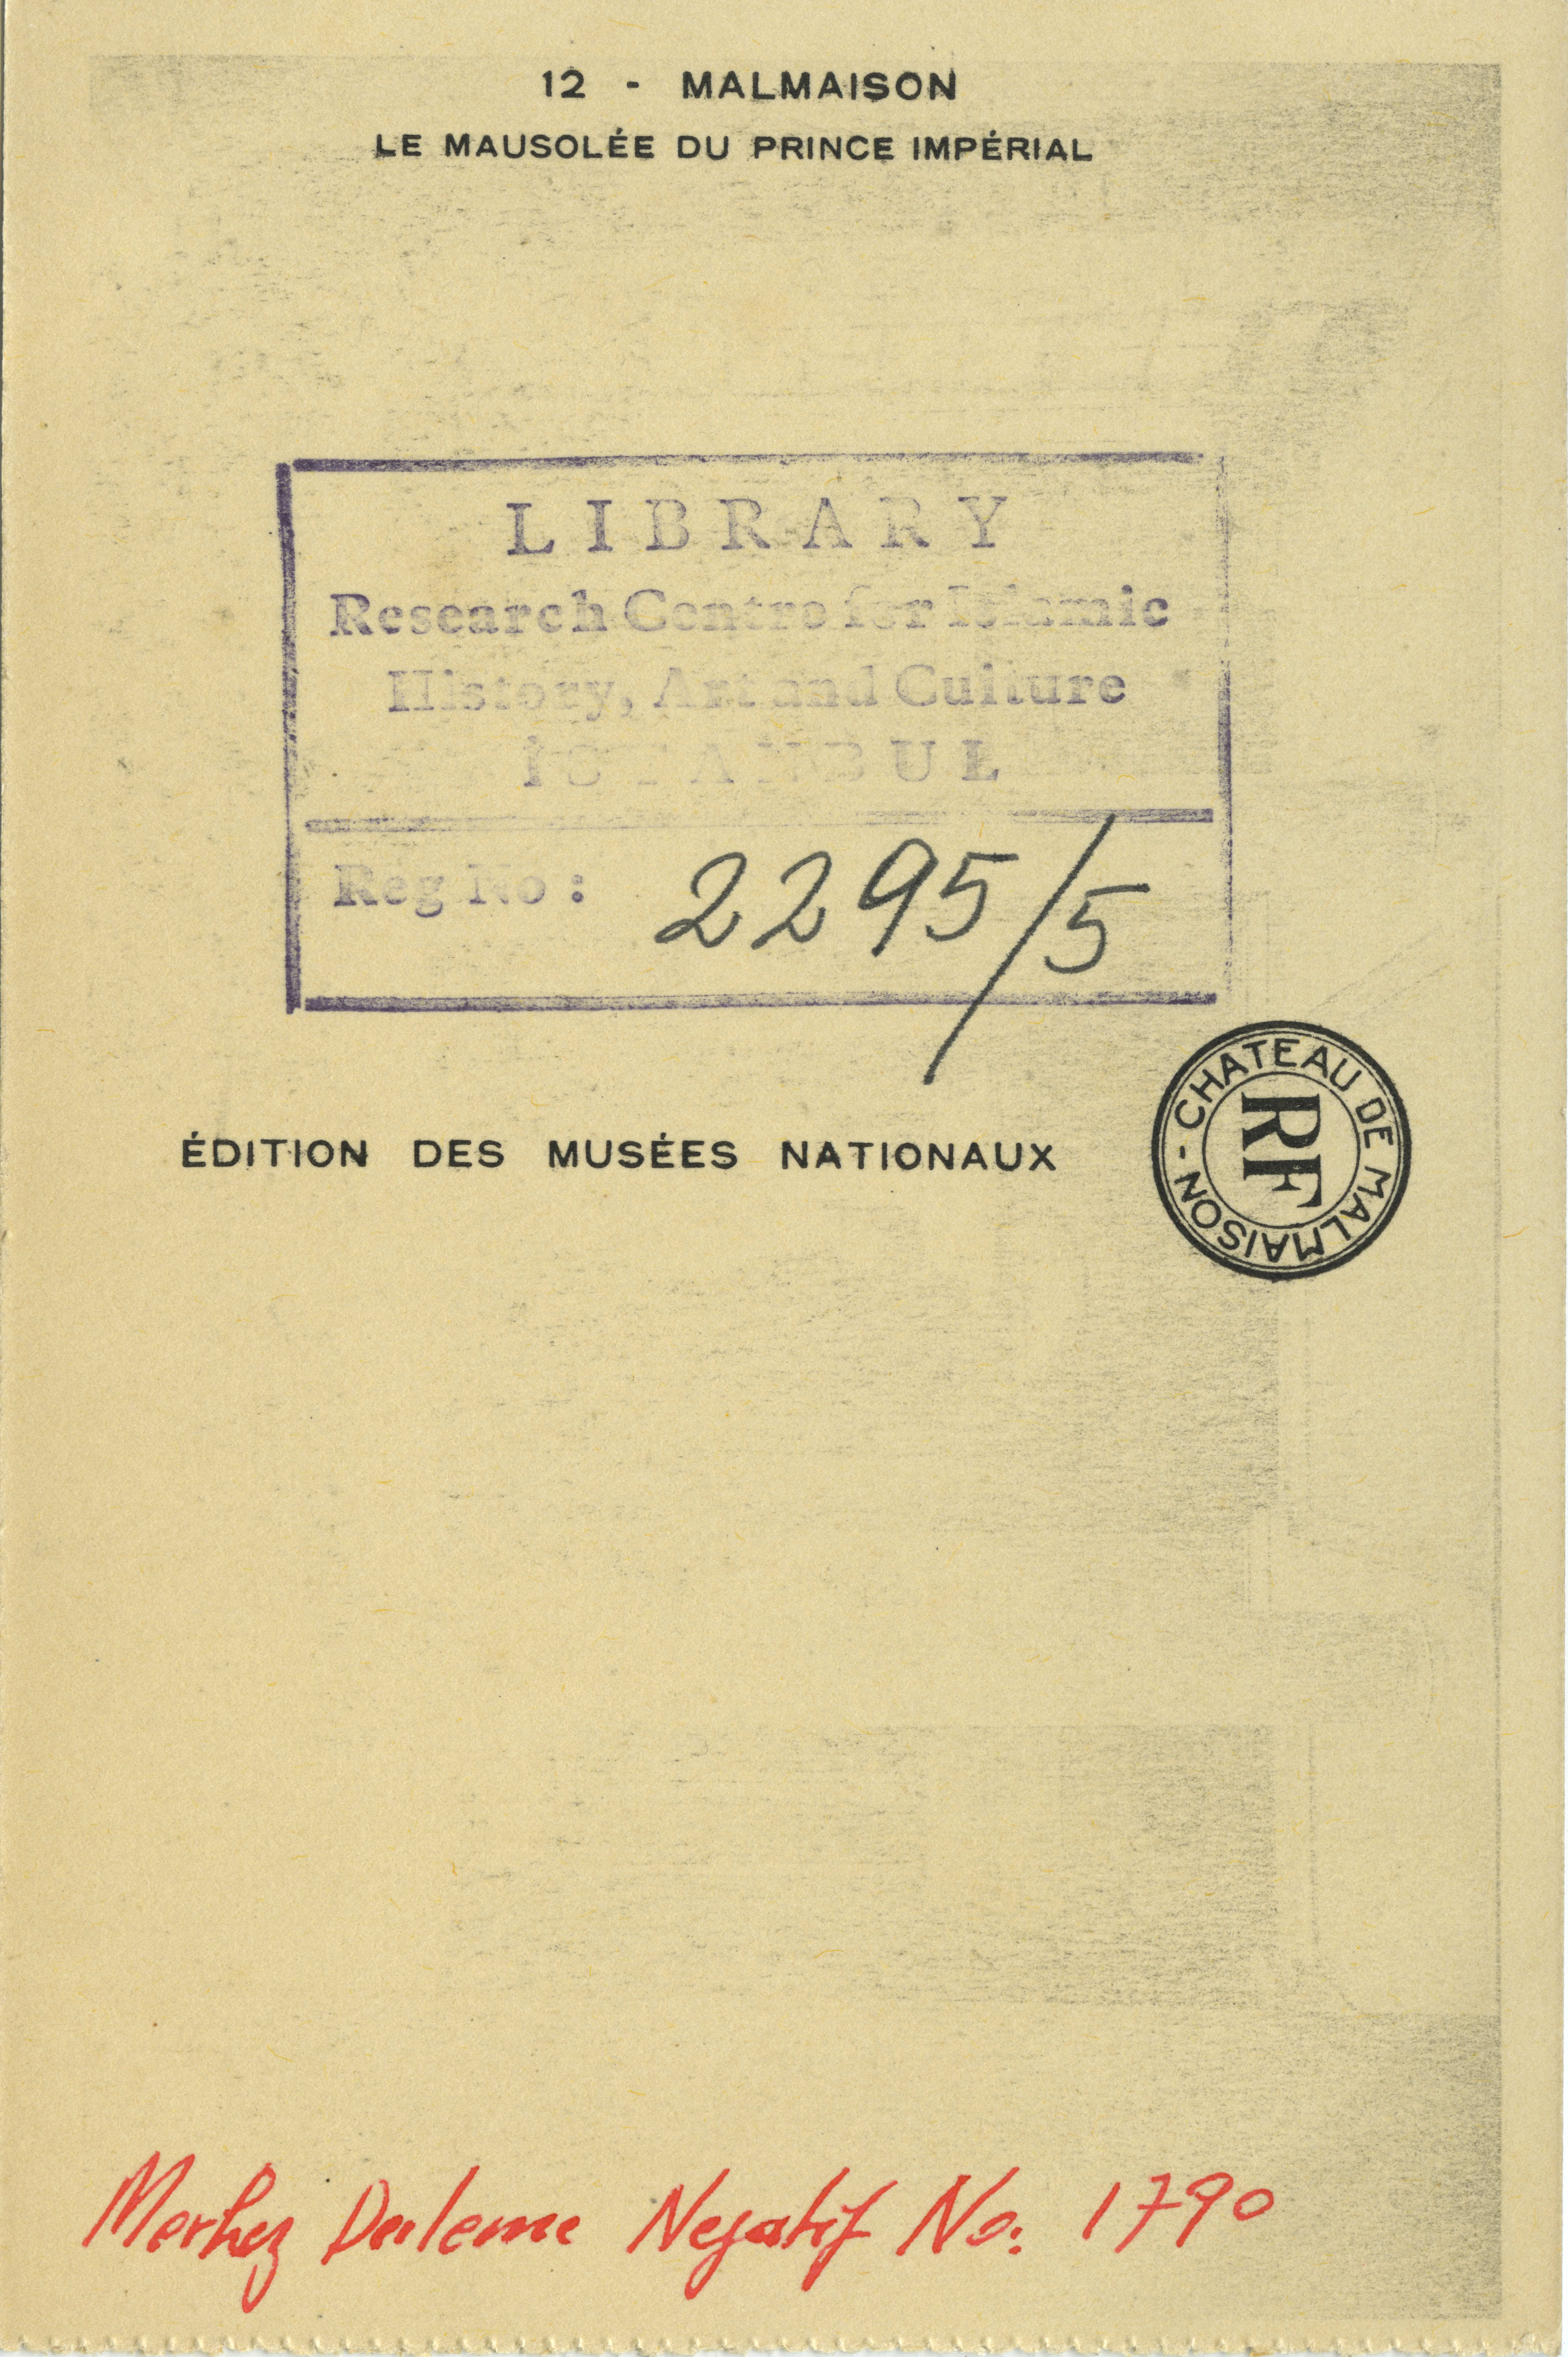 12 - MALMAISON
LE MAUSOLÉE DU PRINCE IMPÉRIAL
LIBRARY
Research Centre for Islamic
History, Art and Culture
İSTANBUL
Reg No: 2295/5
CHATEAU DE MALMAISON -
RF
ÉDITION DES MUSÉES NATIONAUX
Merkez Negatif No: 1790